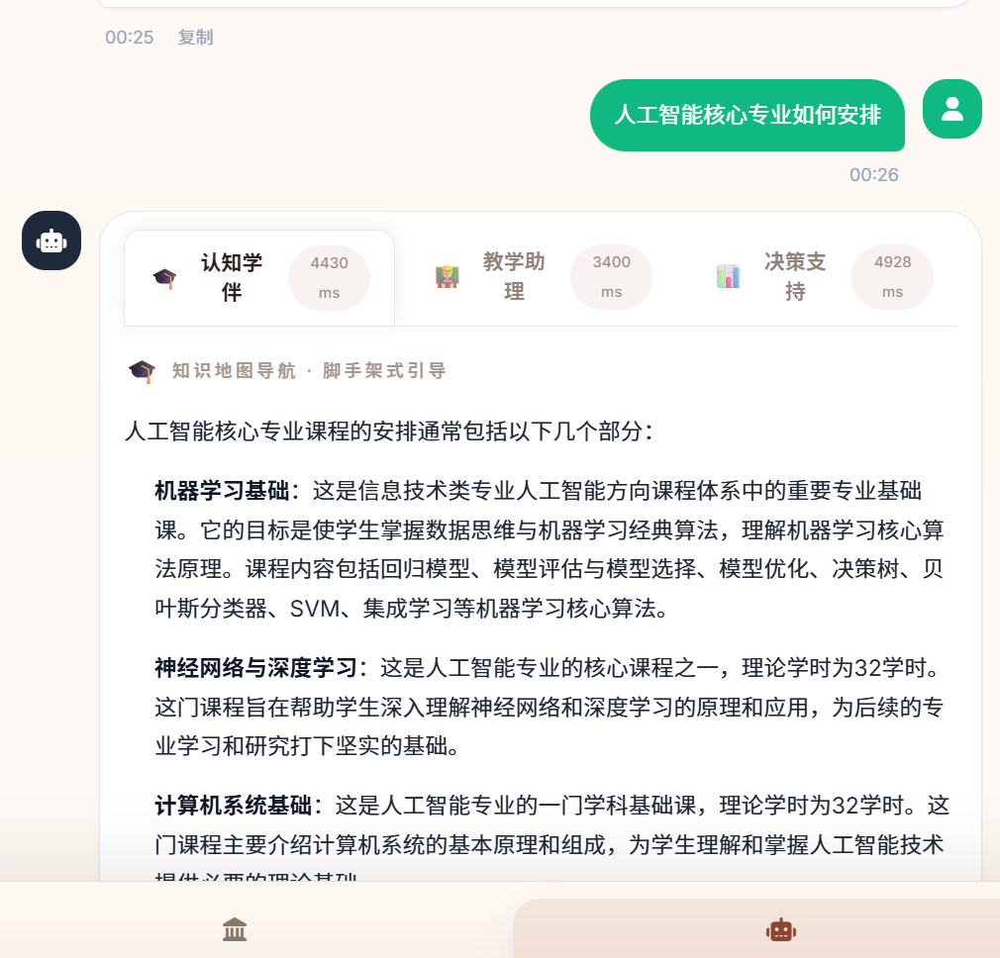 00:25 复制
人工智能核心专业如何安排
00:26
认知学
伴
4430
ms
教学助
理
3400
ms
决策支
持
4928
ms
知识地图导航 · 脚手架式引导
人工智能核心专业课程的安排通常包括以下几个部分：
机器学习基础：这是信息技术类专业人工智能方向课程体系中的重要专业基础
课。它的目标是使学生掌握数据思维与机器学习经典算法，理解机器学习核心算
法原理。课程内容包括回归模型、模型评估与模型选择、模型优化、决策树、贝
叶斯分类器、SVM、集成学习等机器学习核心算法。
神经网络与深度学习：这是人工智能专业的核心课程之一，理论学时为32学时。
这门课程旨在帮助学生深入理解神经网络和深度学习的原理和应用，为后续的专
业学习和研究打下坚实的基础。
计算机系统基础：这是人工智能专业的一门学科基础课，理论学时为32学时。这
门课程主要介绍计算机系统的基本原理和组成，为学生理解和掌握人工智能技术